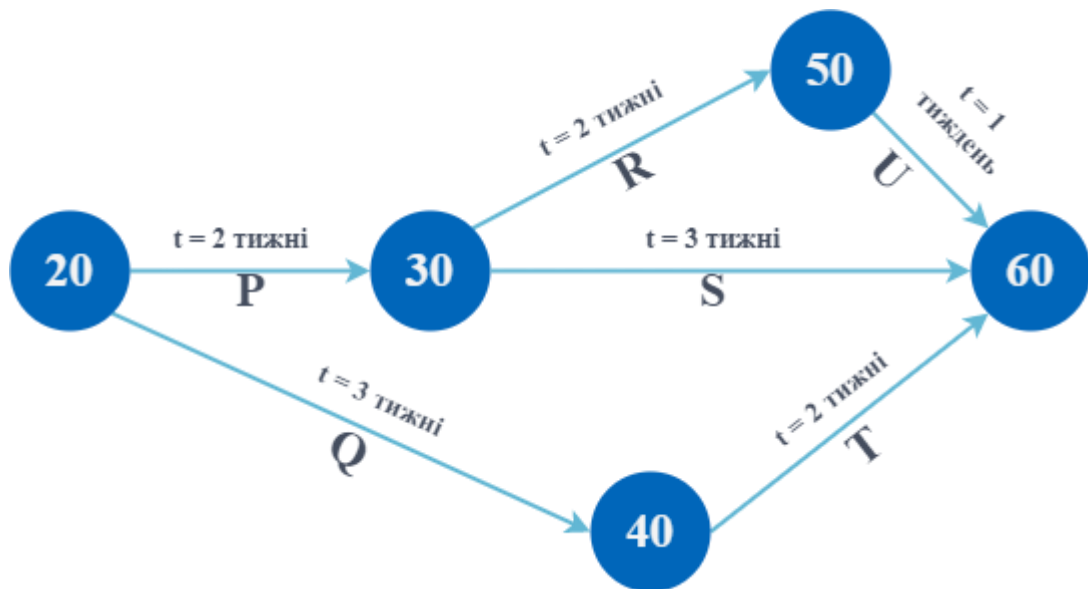 50
t = 1
тиждень
t = 2 тижні
R
U
20
t = 2 тижні
P
30
t = 3 тижні
S
60
t = 3 тижні
Q
t = 2 тижні
T
40